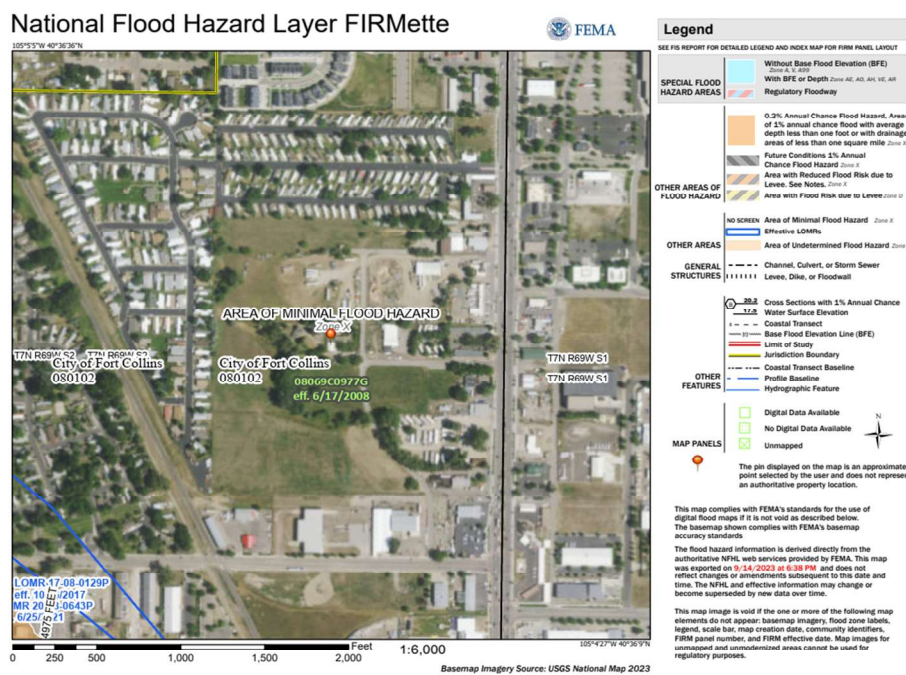 National Flood Hazard Layer FIRMette
FEMA
105°5'5"W 40°36'36"N
AREA OF MINIMAL FLOOD HAZARD
Zone X
T7N R69W S2 T7N R69W S2
City of Fort Collins
080102
City of Fort Collins
080102
08069C0977G
eff. 6/17/2008
T7N R69W S1
T7N R69W S1
LOMR 17-08-0129P
4975 FEET
105°4'27"W 40°36'9"N
0 250 500 1,000 1,500 2,000 Feet 1:6,000
Basemap Imagery Source: USGS National Map 2023
Legend
SEE FIS REPORT FOR DETAILED LEGEND AND INDEX MAP FOR FIRM PANEL LAYOUT
SPECIAL FLOOD
HAZARD AREAS
Without Base Flood Elevation (BFE)
Zone A, V, A99
With BFE or Depth Zone AE, AO, AH, VE, AR
Regulatory Floodway
0.2% Annual Chance Flood Hazard, Areas
of 1% annual chance flood with average
depth less than one foot or with drainage
areas of less than one square mile Zone X
Future Conditions 1% Annual
Chance Flood Hazard Zone X
Area with Reduced Flood Risk due to
Levee. See Notes. Zone X
Area with Flood Risk due to Levee Zone D
OTHER AREAS OF
FLOOD HAZARD
NO SCREEN Area of Minimal Flood Hazard Zone X
Effective LOMRs
OTHER AREAS
Area of Undetermined Flood Hazard Zone
GENERAL
STRUCTURES
Channel, Culvert, or Storm Sewer
Levee, Dike, or Floodwall
B 20.2 Cross Sections with 1% Annual Chance
17.5 Water Surface Elevation
8 Coastal Transect
Base Flood Elevation Line (BFE)
Limit of Study
Jurisdiction Boundary
Coastal Transect Baseline
OTHER
FEATURES
Profile Baseline
Hydrographic Feature
Digital Data Available
No Digital Data Available
Unmapped
MAP PANELS
N
The pin displayed on the map is an approximate
point selected by the user and does not represe
an authoritative property location.
This map complies with FEMA's standards for the use of
digital flood maps if it is not void as described below.
The basemap shown complies with FEMA's basemap
accuracy standards
The flood hazard information is derived directly from the
authoritative NFHL web services provided by FEMA. This map
was exported on 9/14/2023 at 6:38 PM and does not
reflect changes or amendments subsequent to this date and
time. The NFHL and effective information may change or
become superseded by new data over time.
This map image is void if the one or more of the following map
elements do not appear: basemap imagery, flood zone labels,
legend, scale bar, map creation date, community identifiers,
FIRM panel number, and FIRM effective date. Map images for
unmapped and unmodernized areas cannot be used for
regulatory purposes.